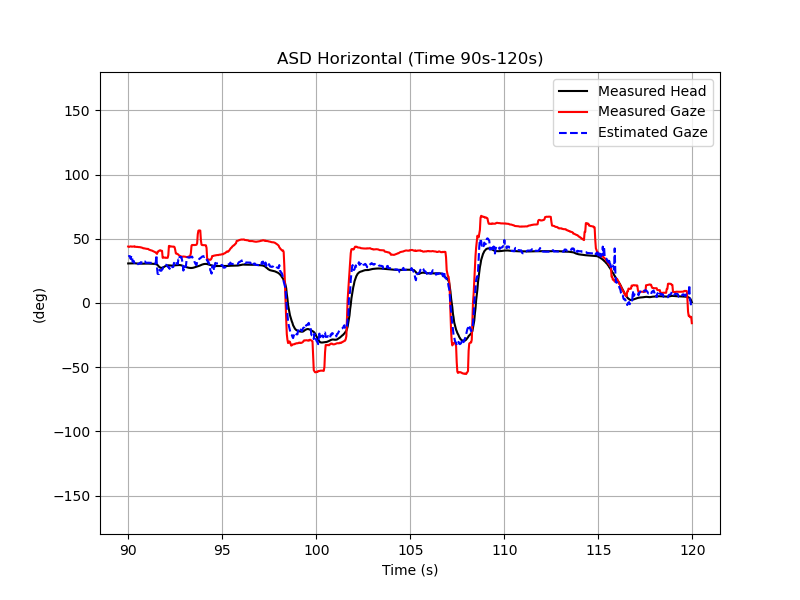 ASD Horizontal (Time 90s-120s)
Measured Head
Measured Gaze
Estimated Gaze
150
100
50
0
−50
−100
−150
(deg)
90 95 100 105 110 115 120
Time (s)